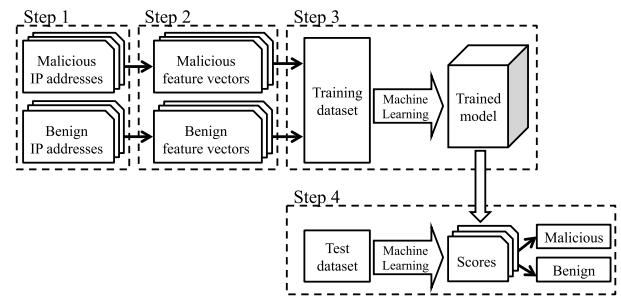 Step 1
Malicious
IP addresses
Benign
IP addresses
Step 2
Malicious
feature vectors
Benign
feature vectors
Step 3
Training
dataset
Machine
Learning
Trained
model
Step 4
Test
dataset
Machine
Learning
Scores
Malicious
Benign